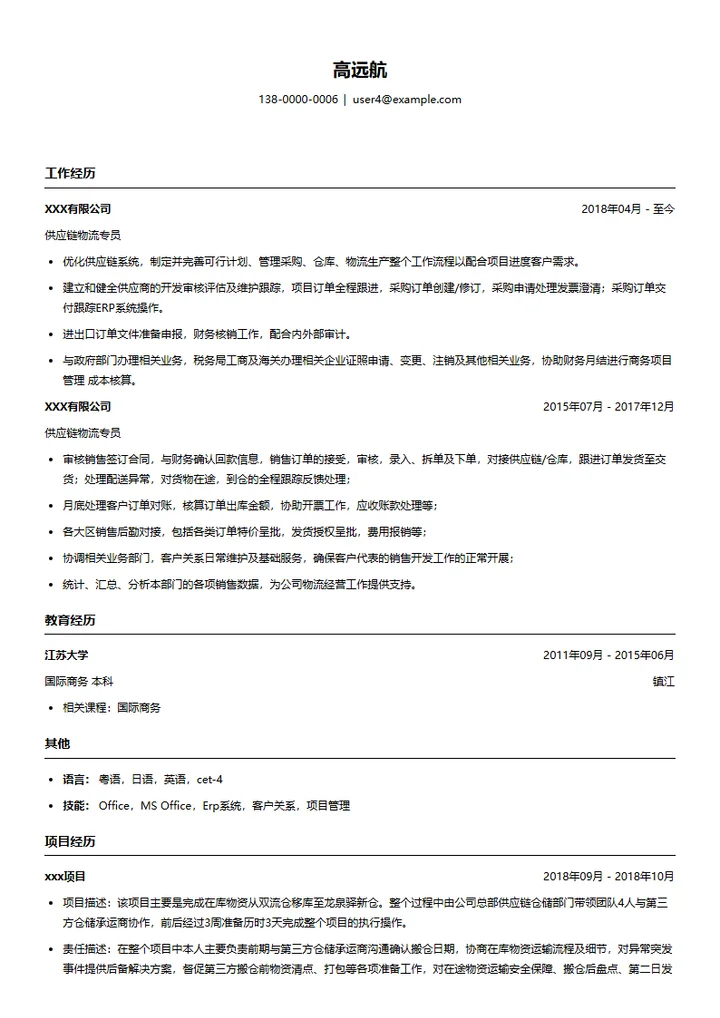 高远航
138-0000-0006 | user4@example.com
工作经历
XXX有限公司 2018年04月 - 至今
供应链物流专员
• 优化供应链系统，制定并完善可行计划、管理采购、仓库、物流生产整个工作流程以配合项目进度客户需求。
• 建立和健全供应商的开发审核评估及维护跟踪，项目订单全程跟进，采购订单创建/修订，采购申请处理发票澄清；采购订单交
付跟踪ERP系统操作。
• 进出口订单文件准备申报，财务核销工作，配合内外部审计。
• 与政府部门办理相关业务，税务局工商及海关办理相关企业证照申请、变更、注销及其他相关业务，协助财务月结进行商务项目
管理 成本核算。
XXX有限公司 2015年07月 - 2017年12月
供应链物流专员
• 审核销售签订合同，与财务确认回款信息，销售订单的接受，审核，录入、拆单及下单，对接供应链/仓库，跟进订单发货至交
货；处理配送异常，对货物在途，到仓的全程跟踪反馈处理；
• 月底处理客户订单对账，核算订单出库金额，协助开票工作，应收账款处理等；
• 各大区销售后勤对接，包括各类订单特价呈批，发货授权呈批，费用报销等；
• 协调相关业务部门，客户关系日常维护及基础服务，确保客户代表的销售开发工作的正常开展；
• 统计、汇总、分析本部门的各项销售数据，为公司物流经营工作提供支持。
教育经历
江苏大学 2011年09月 - 2015年06月
国际商务 本科 镇江
• 相关课程：国际商务
其他
• 语言： 粤语，日语，英语，cet-4
• 技能： Office，MS Office，Erp系统，客户关系，项目管理
项目经历
xxx项目 2018年09月 - 2018年10月
• 项目描述：该项目主要是完成在库物资从双流仓移库至龙泉驿新仓。整个过程中由公司总部供应链仓储部门带领团队4人与第三
方仓储承运商协作，前后经过3周准备历时3天完成整个项目的执行操作。
• 责任描述：在整个项目中本人主要负责前期与第三方仓储承运商沟通确认搬仓日期，协商在库物资运输流程及细节，对异常突发
事件提供后备解决方案，督促第三方搬仓前物资清点、打包等各项准备工作，对在途物资运输安全保障、搬仓后盘点、第二日发